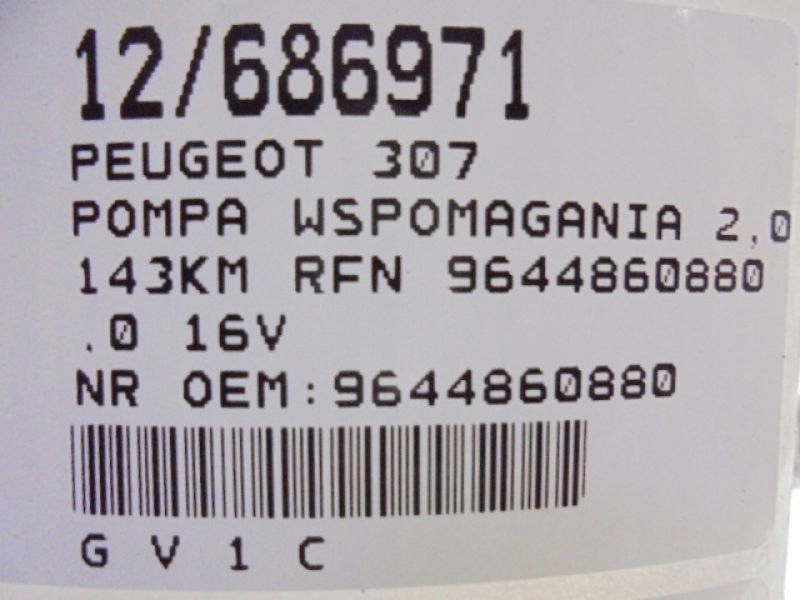 12/686971
PEUGEOT 307
POMPA WSPOMAGANIA 2,0
143KM RFN 9644860880
.0 16V
NR OEM:9644860880
G V 1 C